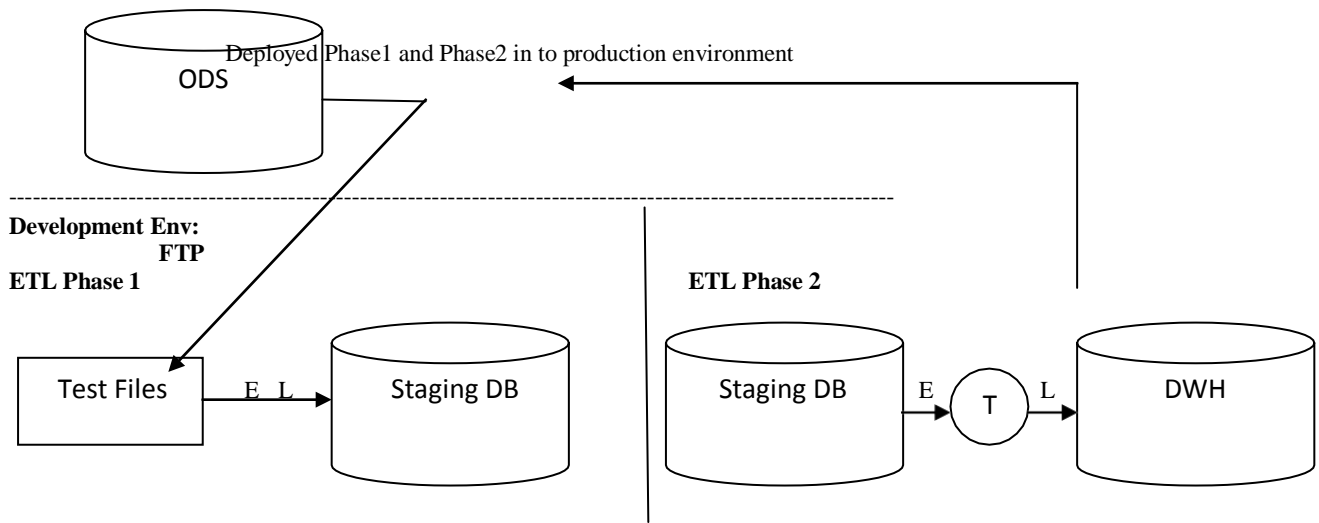 Deployed Phase1 and Phase2 in to production environment
ODS
Development Env:
FTP
ETL Phase 1
ETL Phase 2
Test Files
E L
Staging DB
Staging DB
E
T
L
DWH